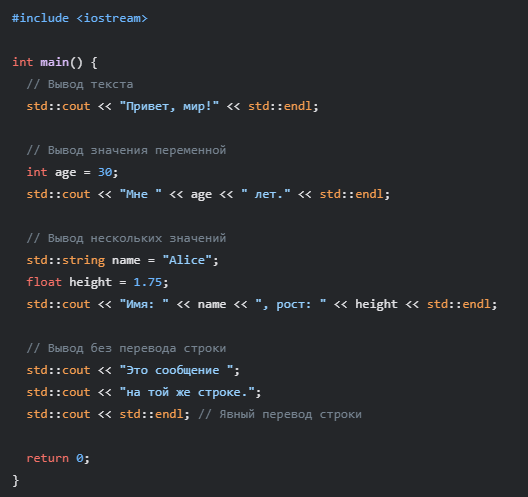 #include <iostream>
int main() {
// Вывод текста
std::cout << "Привет, мир!" << std::endl;
// Вывод значения переменной
int age = 30;
std::cout << "Мне " << age << " лет." << std::endl;
// Вывод нескольких значений
std::string name = "Alice";
float height = 1.75;
std::cout << "Имя: " << name << ", рост: " << height << std::endl;
// Вывод без перевода строки
std::cout << "Это сообщение ";
std::cout << "на той же строке.";
std::cout << std::endl; // Явный перевод строки
return 0;
}